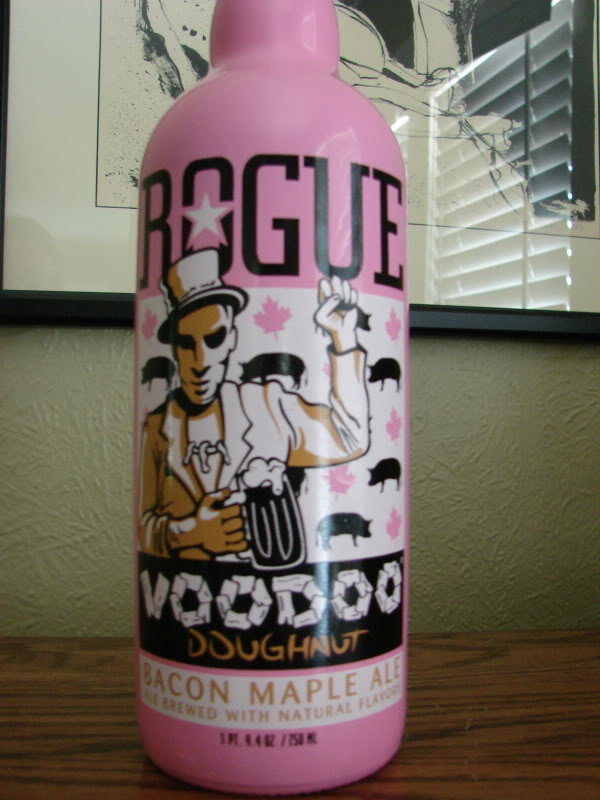 ROGUE
VOODOO
DOUGHNUT
BACON MAPLE ALE
ALE BREWED WITH NATURAL FLAVORS
1 PT. 9.4 OZ. / 750 ML